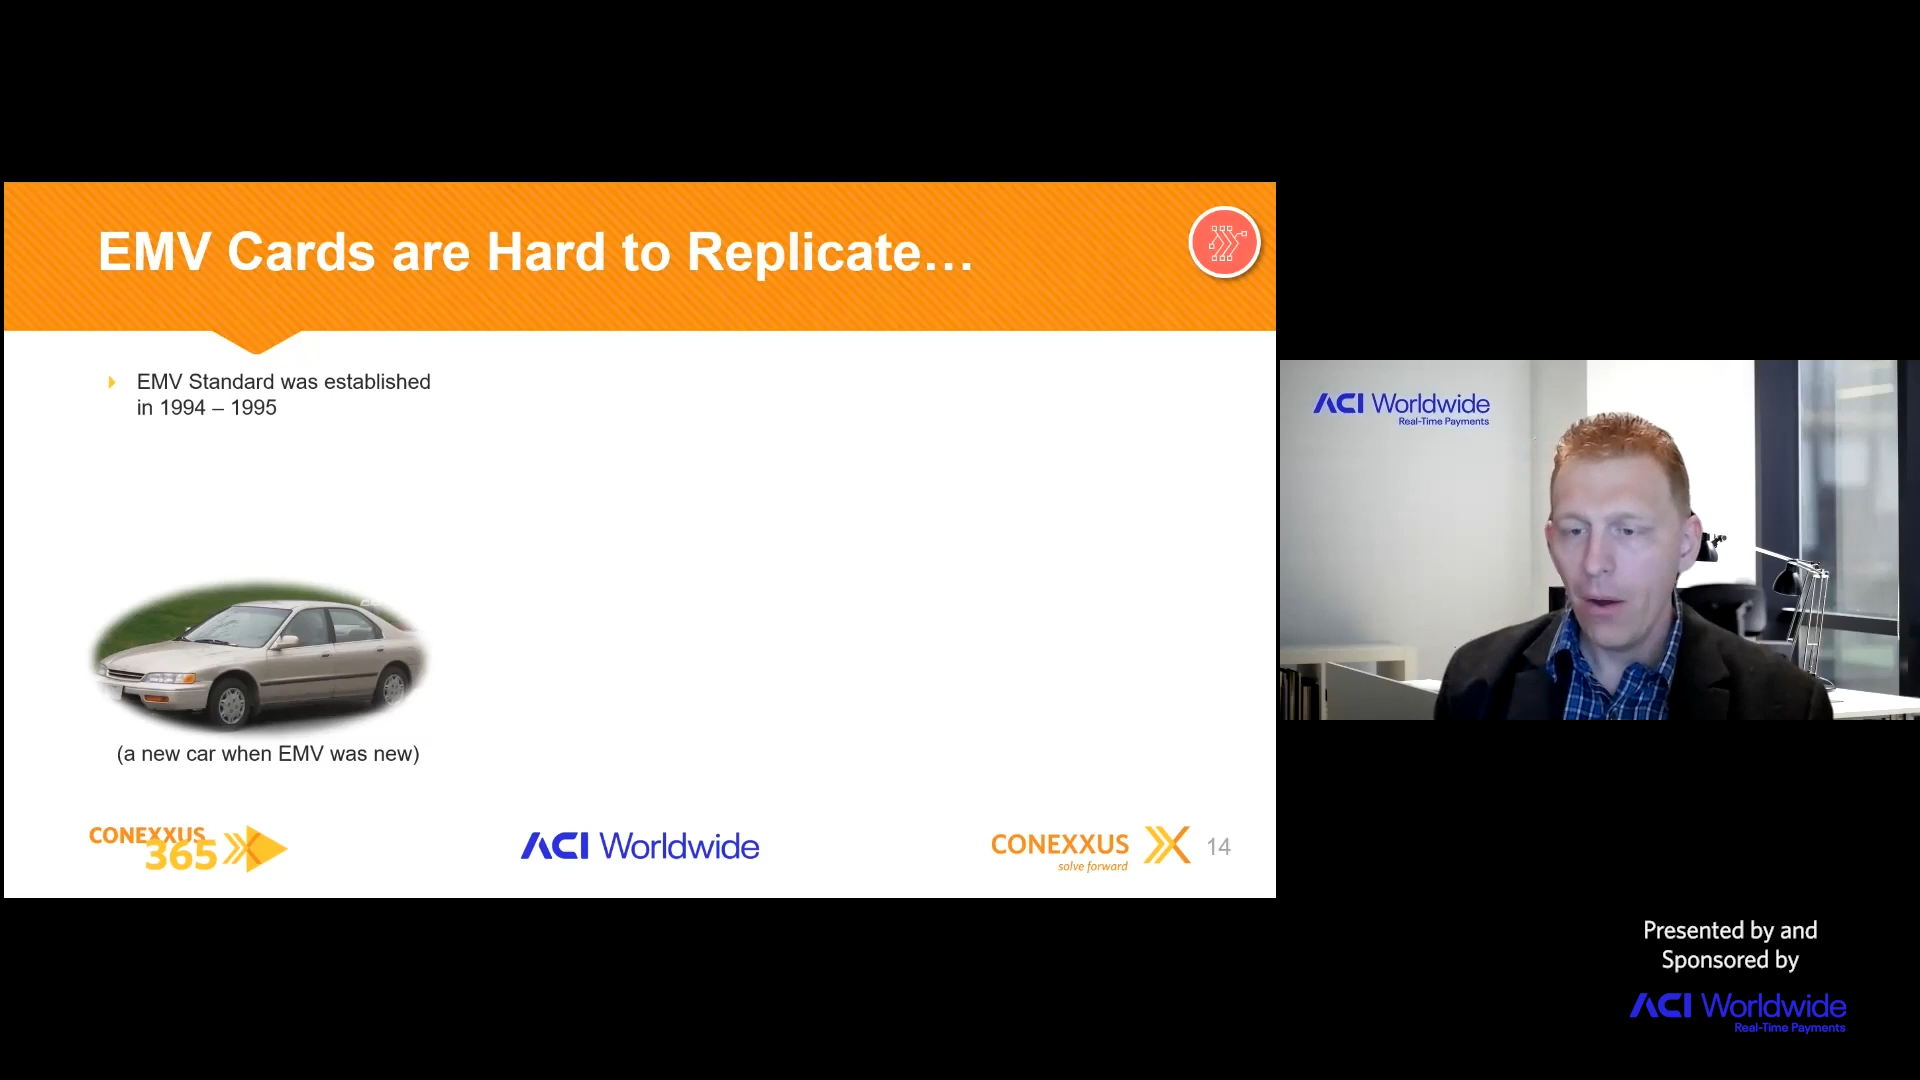 EMV Cards are Hard to Replicate…
EMV Standard was established
in 1994 – 1995
(a new car when EMV was new)
CONEXXUS
365
ACI Worldwide
CONEXXUS
solve forward
14
ACI Worldwide
Real-Time Payments
Presented by and
Sponsored by
ACI Worldwide
Real-Time Payments